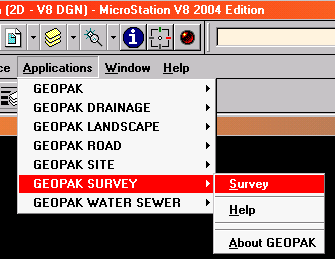 (2D - V8 DGN) - MicroStation V8 2004 Edition
ce Applications Window Help
GEOPAK
GEOPAK DRAINAGE
GEOPAK LANDSCAPE
GEOPAK ROAD
GEOPAK SITE
GEOPAK SURVEY
GEOPAK WATER SEWER
Survey
Help
About GEOPAK